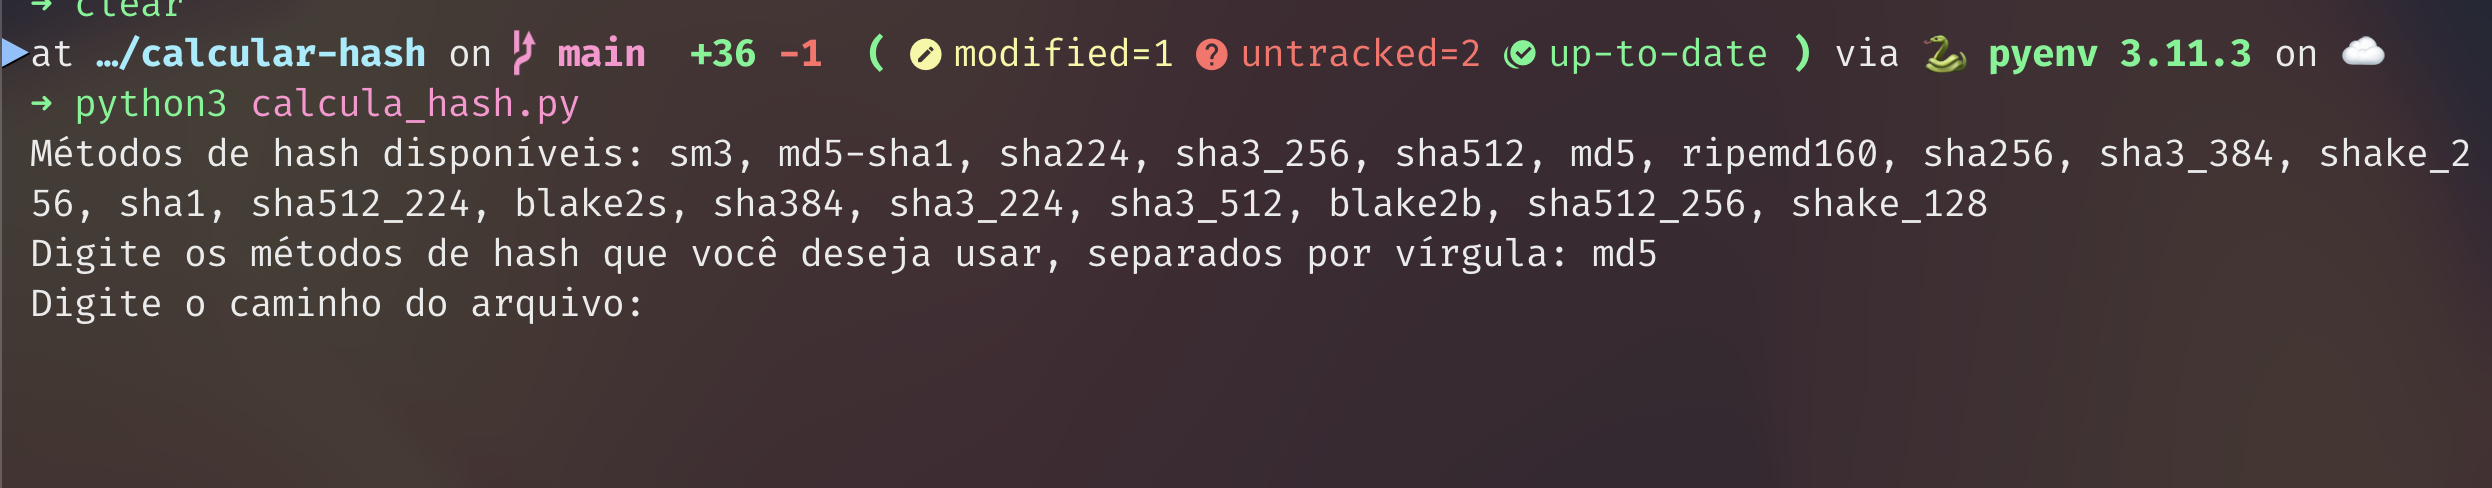 → clear
at …/calcular-hash on main +36 -1 ( modified=1 untracked=2 up-to-date ) via pyenv 3.11.3 on
→ python3 calcula_hash.py
Métodos de hash disponíveis: sm3, md5-sha1, sha224, sha3_256, sha512, md5, ripemd160, sha256, sha3_384, shake_2
56, sha1, sha512_224, blake2s, sha384, sha3_224, sha3_512, blake2b, sha512_256, shake_128
Digite os métodos de hash que você deseja usar, separados por vírgula: md5
Digite o caminho do arquivo: